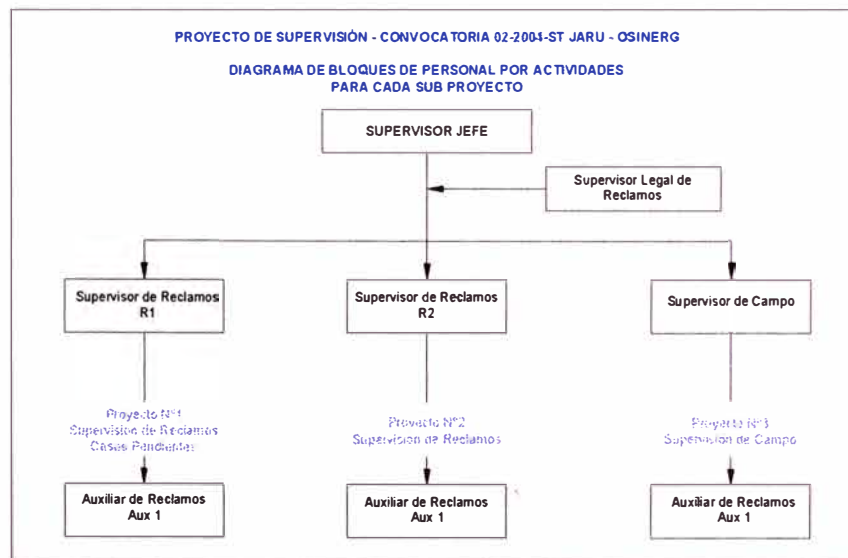 PROYECTO DE SUPERVISIÓN - CONVOCATORIA 02-2004-ST JARU - OSINERG
DIAGRAMA DE BLOQUES DE PERSONAL POR ACTIVIDADES
PARA CADA SUB PROYECTO
SUPERVISOR JEFE
Supervisor Legal de
Reclamos
Supervisor de Reclamos
R1
Supervisor de Reclamos
R2
Supervisor de Campo
Proyecto Nº1
Supervisión de Reclamos
Casos Pendientes
Proyecto Nº2
Supervisión de Reclamos
Proyecto Nº3
Supervisión de Campo
Auxiliar de Reclamos
Aux 1
Auxiliar de Reclamos
Aux 1
Auxiliar de Reclamos
Aux 1